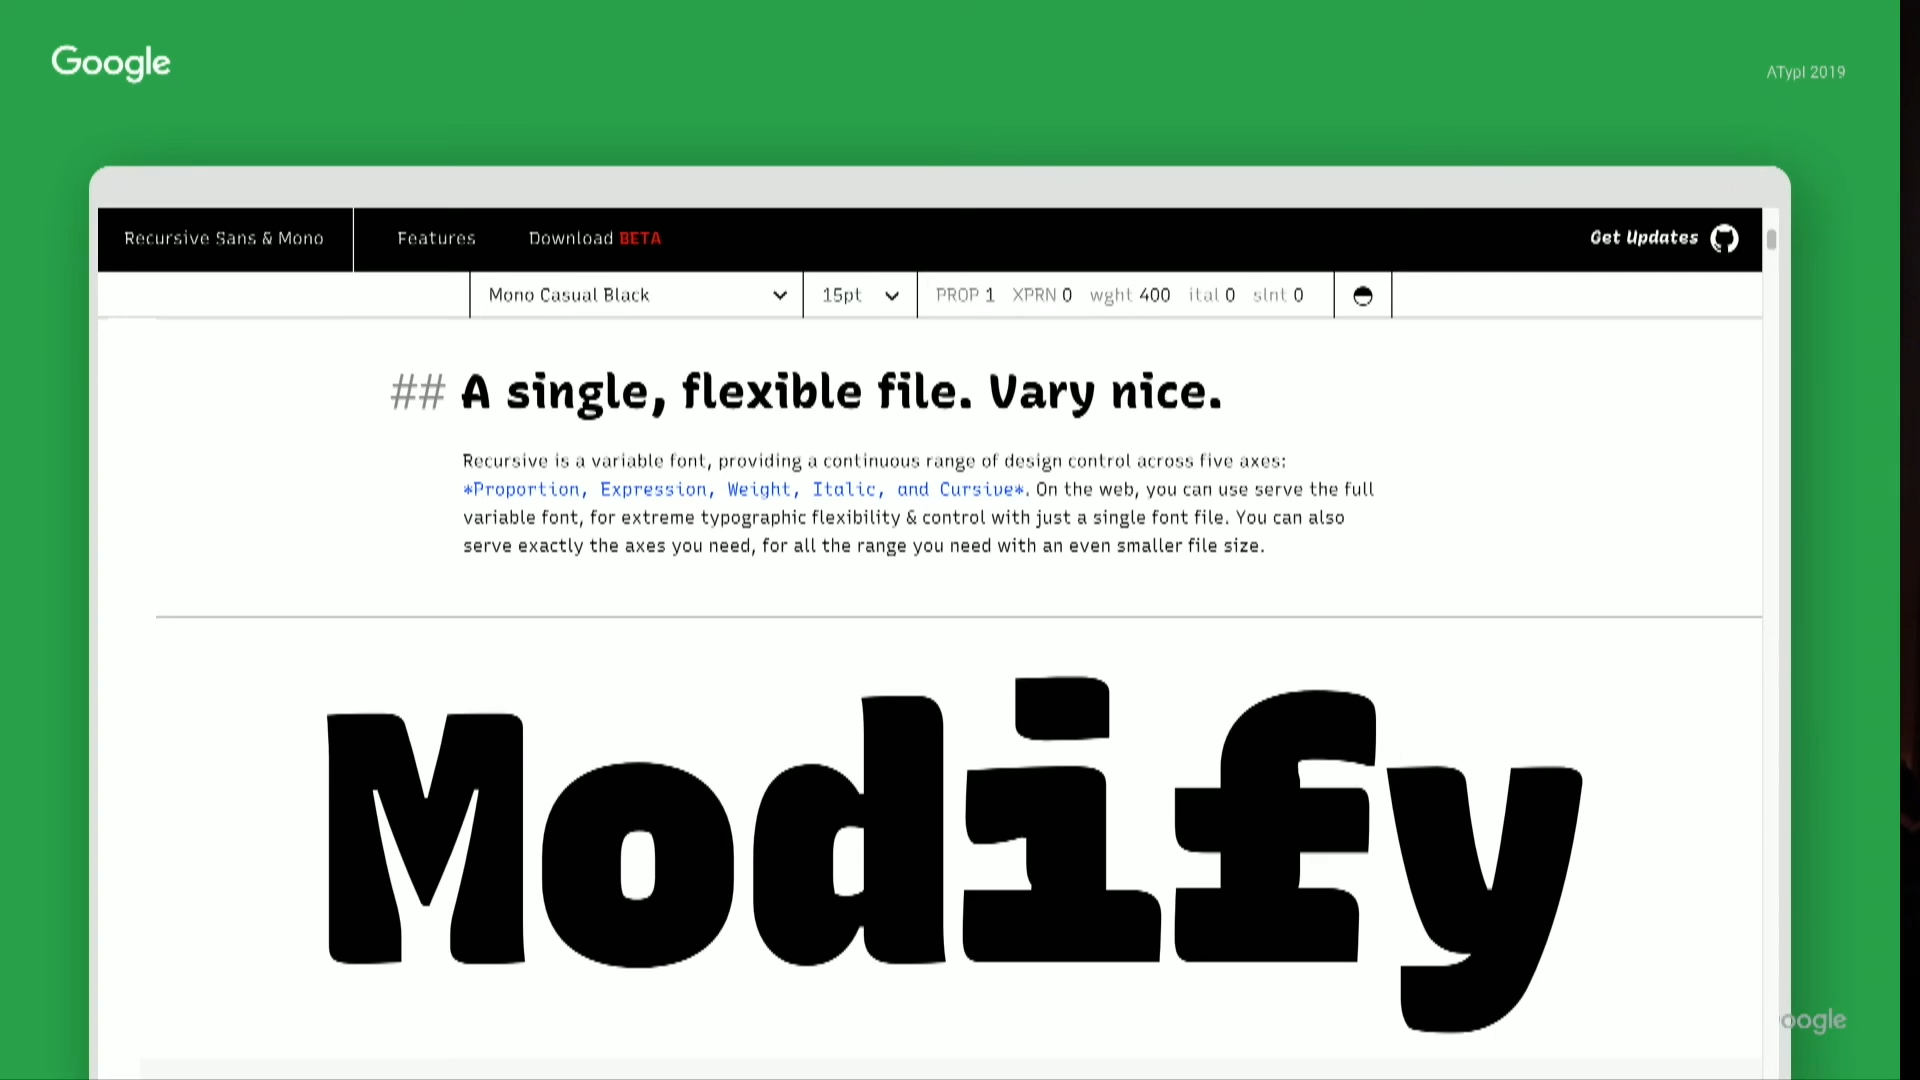 Google
ATypI 2019
Recursive Sans & Mono
Features
Download BETA
Get Updates
Mono Casual Black
15pt
PROP 1 XPRN 0 wght 400 ital 0 slnt 0
## A single, flexible file. Vary nice.
Recursive is a variable font, providing a continuous range of design control across five axes:
*Proportion, Expression, Weight, Italic, and Cursive*. On the web, you can use serve the full
variable font, for extreme typographic flexibility & control with just a single font file. You can also
serve exactly the axes you need, for all the range you need with an even smaller file size.
Modify
oogle